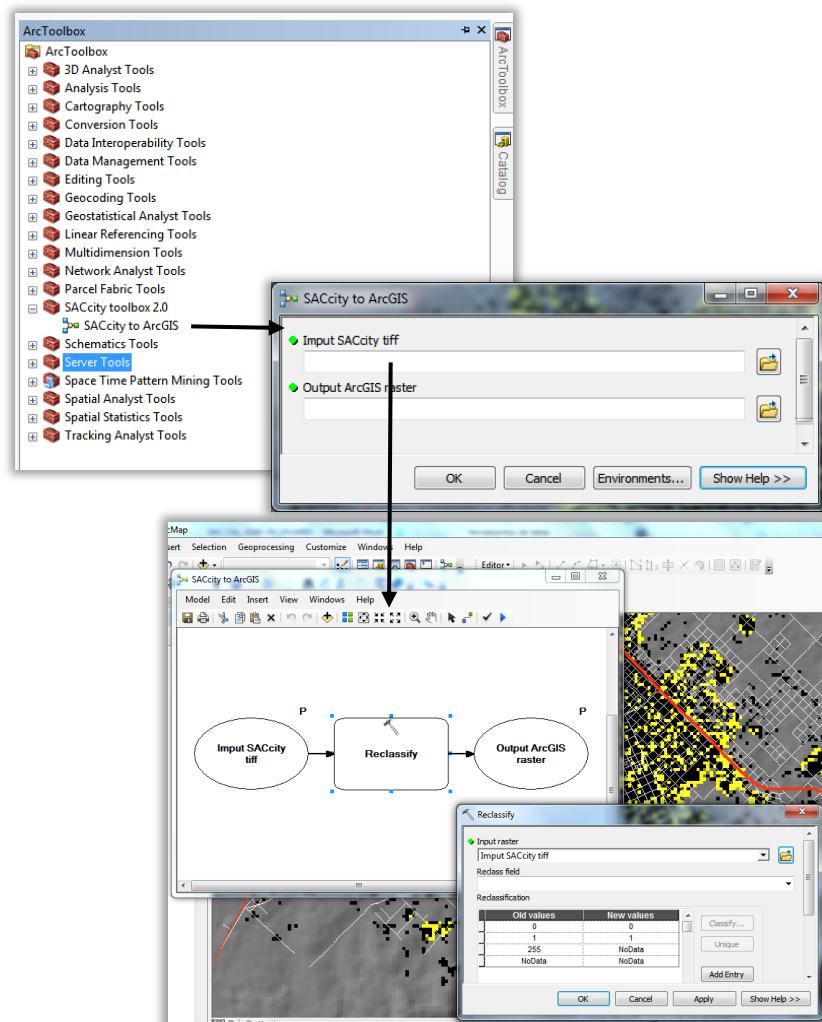 ArcToolbox
ArcToolbox
3D Analyst Tools
Analysis Tools
Cartography Tools
Conversion Tools
Data Interoperability Tools
Data Management Tools
Editing Tools
Geocoding Tools
Geostatistical Analyst Tools
Linear Referencing Tools
Multidimension Tools
Network Analyst Tools
Parcel Fabric Tools
SACcity toolbox 2.0
SACcity to ArcGIS
Schematics Tools
Server Tools
Space Time Pattern Mining Tools
Spatial Analyst Tools
Spatial Statistics Tools
Tracking Analyst Tools
ArcToolbox
Catalog
SACcity to ArcGIS
Imput SACcity tiff
Output ArcGIS raster
OK Cancel Environments... Show Help >>
cMap
sert Selection Geoprocessing Customize Windows Help
Editor
SACcity to ArcGIS
Model Edit Insert View Windows Help
P P
Imput SACcity
tiff
Reclassify
Output ArcGIS
raster
Reclassify
Input raster
Imput SACcity tiff
Reclass field
Reclassification
Old values New values
0 0
1 1
255 NoData
NoData NoData
Classify...
Unique
Add Entry
OK Cancel Apply Show Help >>